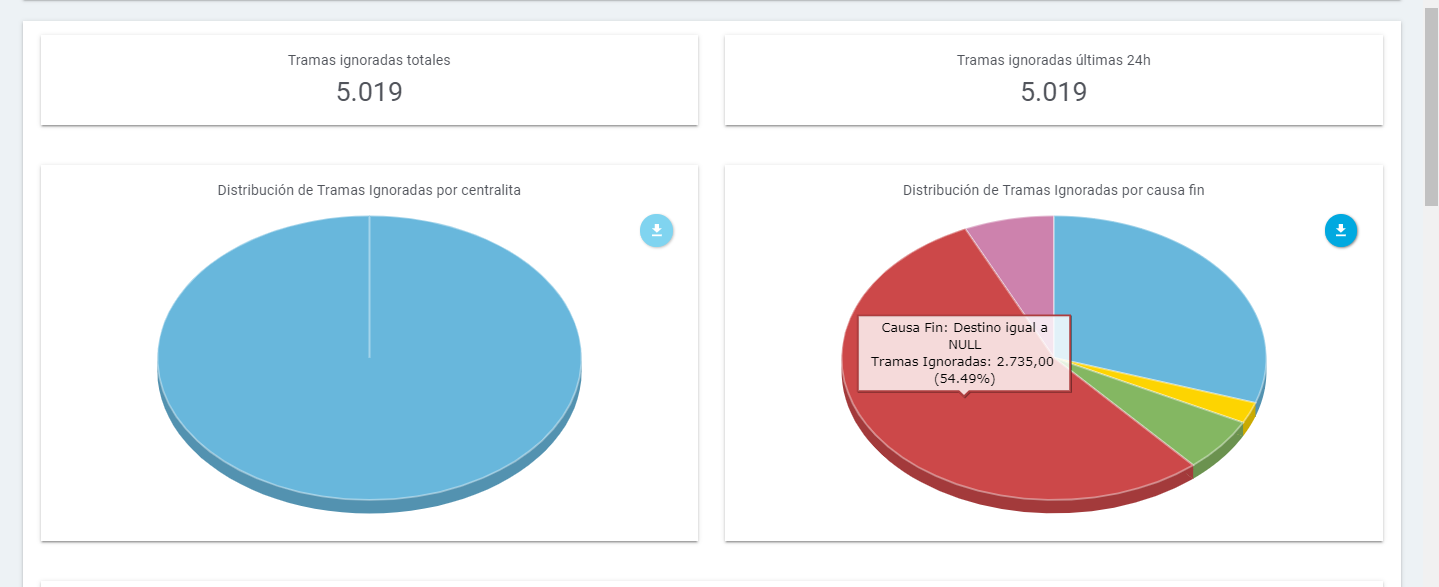 Tramas ignoradas totales
5.019
Tramas ignoradas últimas 24h
5.019
Distribución de Tramas Ignoradas por centralita
Distribución de Tramas Ignoradas por causa fin
Causa Fin: Destino igual a
NULL
Tramas Ignoradas: 2.735,00
(54.49%)